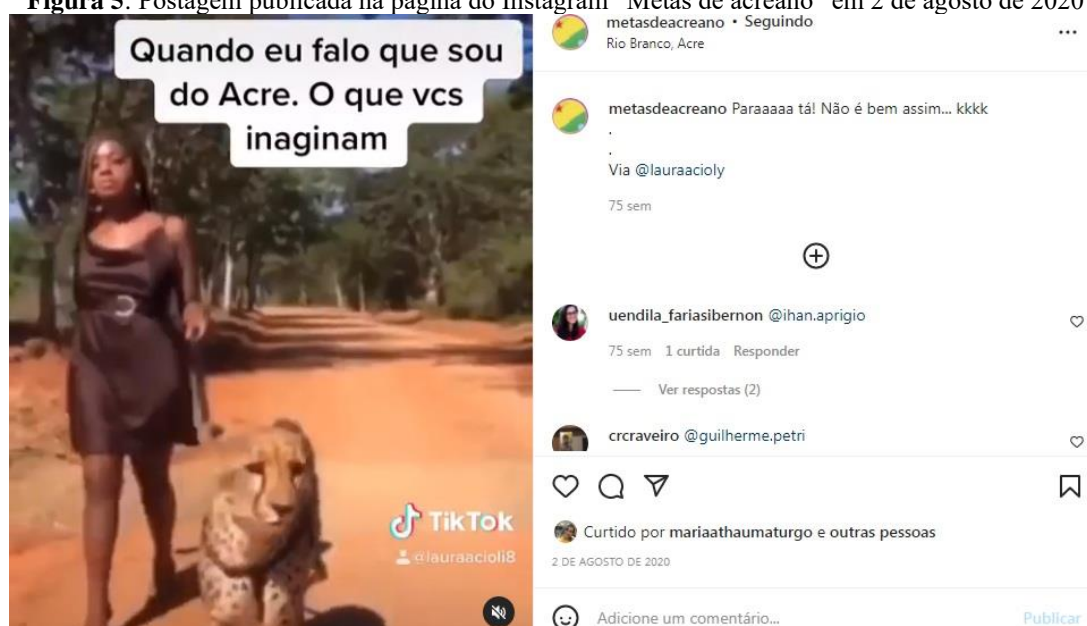 Figura 5: Postagem publicada na página do Instagram "Metas de acreano" em 2 de agosto de 2020
Quando eu falo que sou
do Acre. O que vcs
inaginam
TikTok
@lauraacioli8
metasdeacreano • Seguindo
Rio Branco, Acre
metasdeacreano Paraaaaa tá! Não é bem assim... kkkk
.
.
Via @lauraacioly
75 sem
uendila_fariasibernon @ihan.aprigio
75 sem 1 curtida Responder
Ver respostas (2)
crcraveiro @guilherme.petri
Curtido por mariaathaumaturgo e outras pessoas
2 DE AGOSTO DE 2020
Adicione um comentário...
Publicar